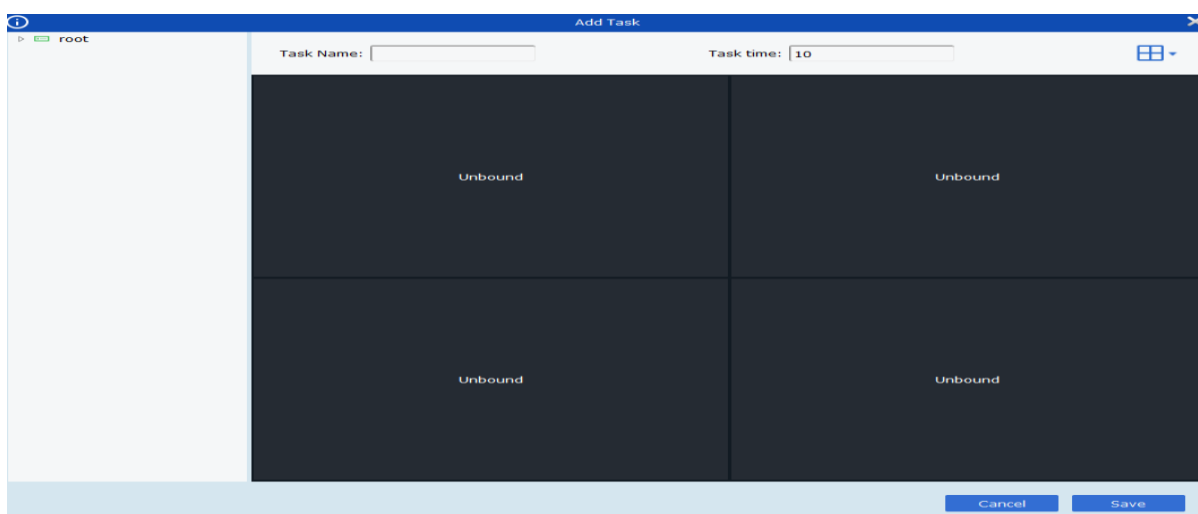 Add Task
root
Task Name:
Task time: 10
Unbound
Unbound
Unbound
Unbound
Cancel
Save